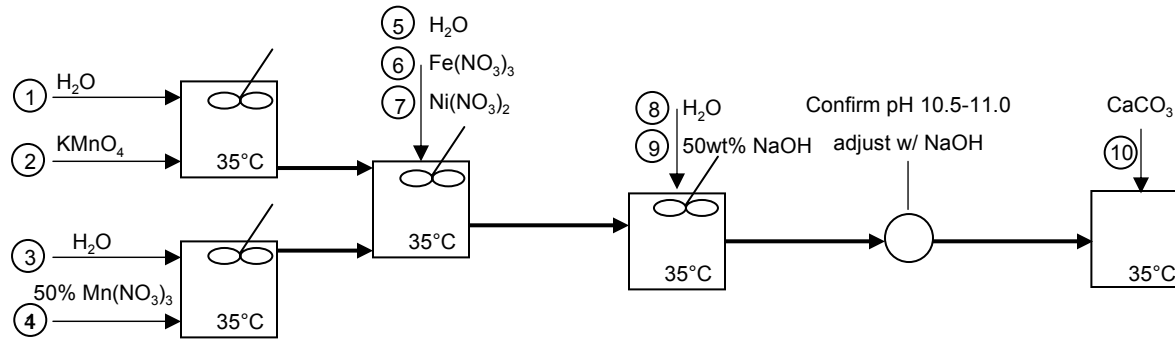 1 H₂O
2 KMnO₄
35°C
3 H₂O
4 50% Mn(NO₃)₃
35°C
5 H₂O
6 Fe(NO₃)₃
7 Ni(NO₃)₂
35°C
8 H₂O
9 50wt% NaOH
35°C
Confirm pH 10.5-11.0
adjust w/ NaOH
CaCO₃
10
35°C